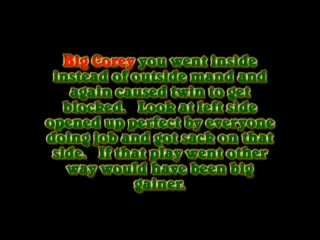 Big Corey you went inside
instead of outside mand and
again caused twin to get
blocked. Look at left side
opened up perfect by everyone
doing job and got sack on that
side. If that play went other
way would have been big
gainer.